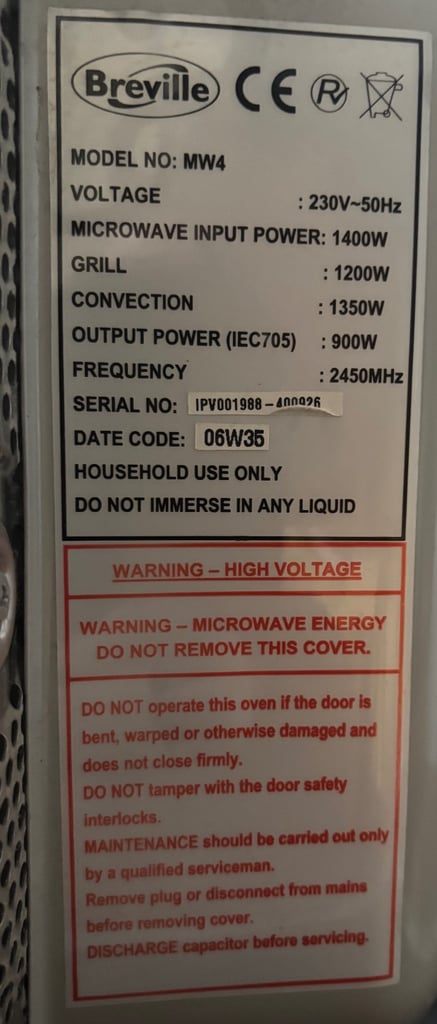 Breville CE R
MODEL NO: MW4
VOLTAGE : 230V~50Hz
MICROWAVE INPUT POWER: 1400W
GRILL : 1200W
CONVECTION : 1350W
OUTPUT POWER (IEC705) : 900W
FREQUENCY : 2450MHz
SERIAL NO: IPV001988-400926
DATE CODE: 06W35
HOUSEHOLD USE ONLY
DO NOT IMMERSE IN ANY LIQUID
WARNING – HIGH VOLTAGE
WARNING – MICROWAVE ENERGY
DO NOT REMOVE THIS COVER.
DO NOT operate this oven if the door is
bent, warped or otherwise damaged and
does not close firmly.
DO NOT tamper with the door safety
interlocks.
MAINTENANCE should be carried out only
by a qualified serviceman.
Remove plug or disconnect from mains
before removing cover.
DISCHARGE capacitor before servicing.